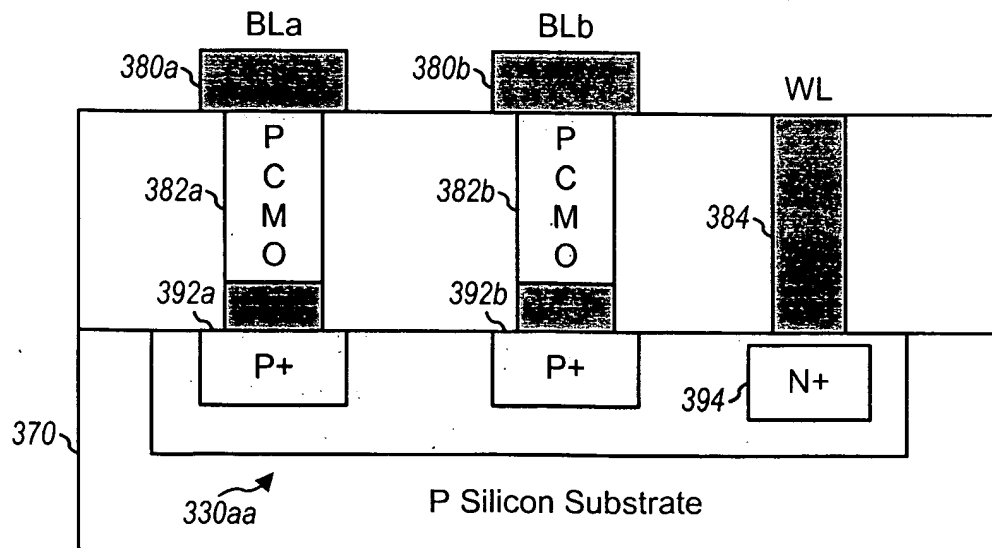 BLa
BLb
WL
380a
380b
P
C
M
O
P
C
M
O
382a
382b
384
392a
392b
P+
P+
N+
394
370
330aa
P Silicon Substrate